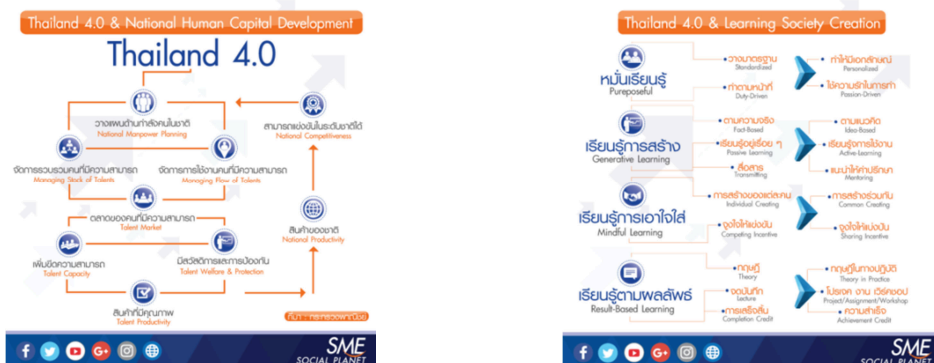 Thailand 4.0 & National Human Capital Development
Thailand 4.0
วางแผนด้านกำลังคนในชาติ
National Manpower Planning
สามารถแข่งขันในระดับชาติได้
National Competitiveness
จัดการรวบรวมคนที่มีความสามารถ
Managing Stock of Talents
จัดการการใช้งานคนที่มีความสามารถ
Managing Flow of Talents
ตลาดของคนที่มีความสามารถ
Talent Market
สินค้าของชาติ
National Productivity
เพิ่มขีดความสามารถ
Talent Capacity
มีสวัสดิการและการป้องกัน
Talent Welfare & Protection
สินค้าที่มีคุณภาพ
Talent Productivity
ที่มา : กระทรวงพาณิชย์
SME
SOCIAL PLANET
Thailand 4.0 & Learning Society Creation
หมั่นเรียนรู้
Pureposeful
วางมาตรฐาน
Standardized
ทำให้มีเอกลักษณ์
Personalized
ทำตามหน้าที่
Duty-Driven
ใช้ความรักในการทำ
Passion-Driven
เรียนรู้การสร้าง
Generative Learning
ตามความจริง
Fact-Based
ตามแนวคิด
Idea-Based
เรียนรู้อยู่เรื่อย ๆ
Passive Learning
เรียนรู้จากการใช้งาน
Active-Learning
สื่อสาร
Transmitting
แนะนำให้คำปรึกษา
Mentoring
เรียนรู้การเอาใจใส่
Mindful Learning
การสร้างของแต่ละคน
Individual Creating
การสร้างร่วมกัน
Common Creating
จูงใจให้แข่งขัน
Competing Incentive
จูงใจให้แบ่งปัน
Sharing Incentive
เรียนรู้ตามผลลัพธ์
Result-Based Learning
ทฤษฎี
Theory
ทฤษฎีในทางปฏิบัติ
Theory in Practice
จดบันทึก
Lecture
โปรเจค งาน เวิร์คชอป
Project/Assignment/Workshop
การเสร็จสิ้น
Completion Credit
ความสำเร็จ
Achievement Credit
SME
SOCIAL PLANET